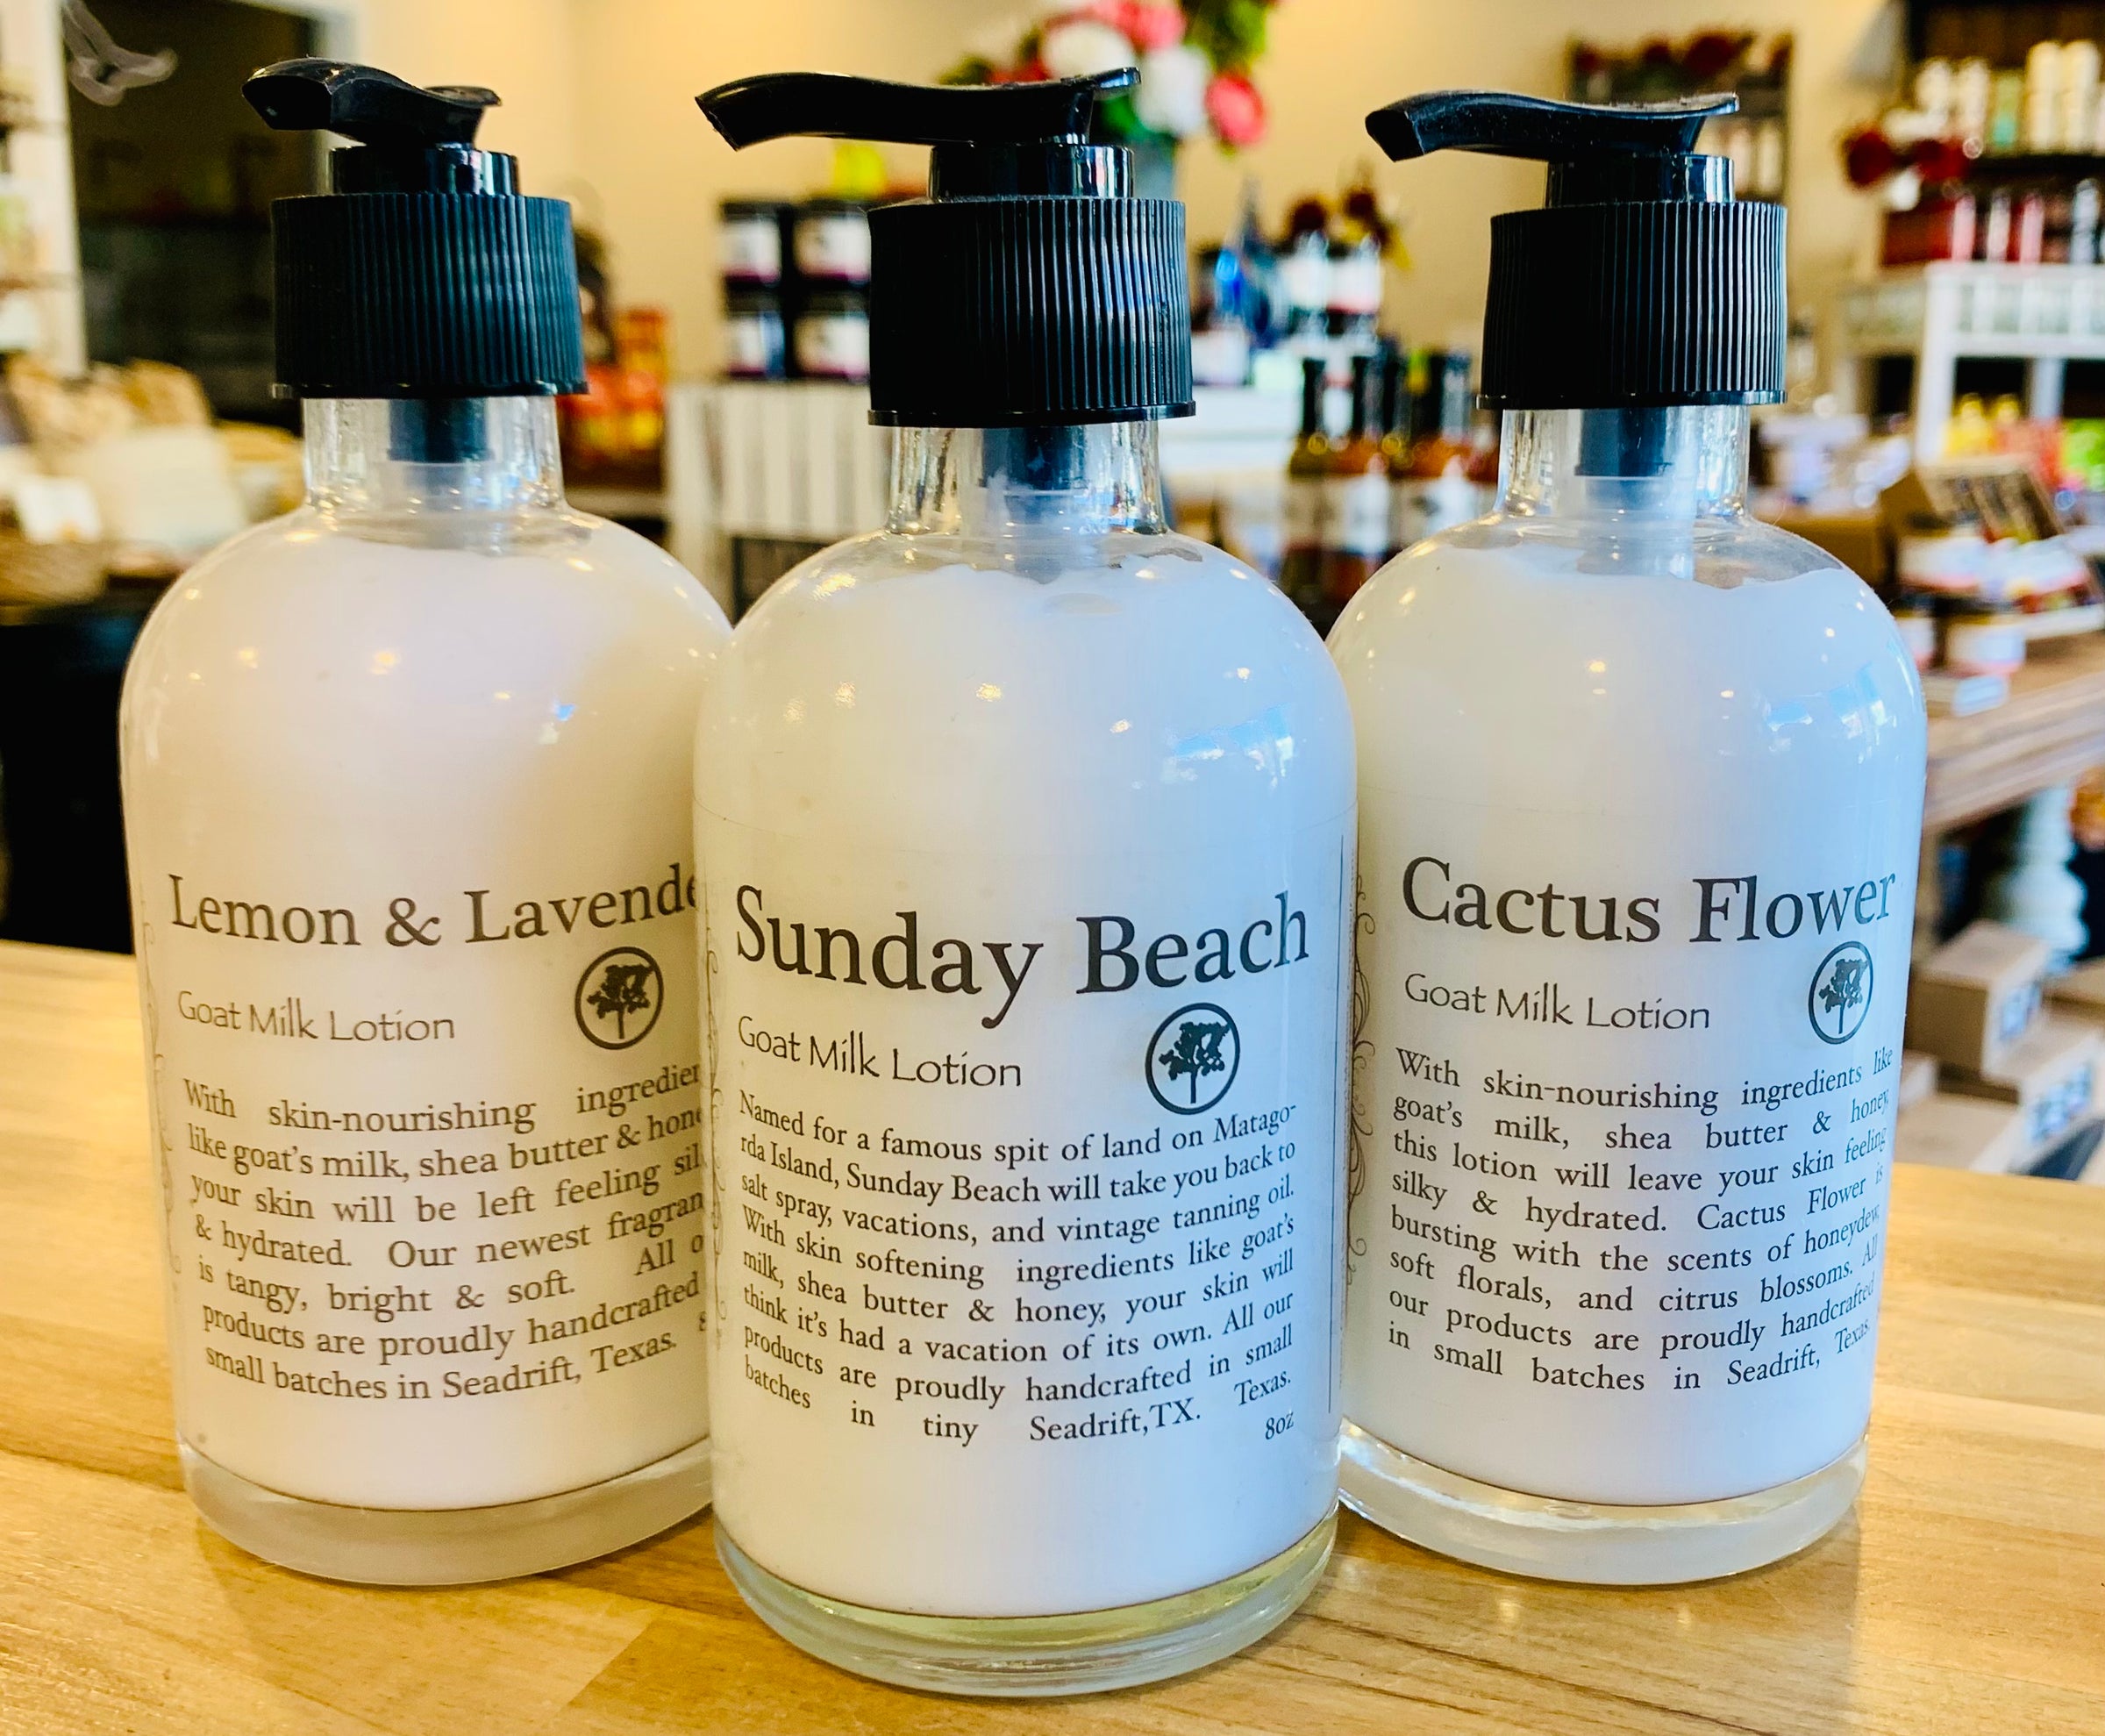 Lemon & Lavende
Goat Milk Lotion
With skin-nourishing ingredien
like goat's milk, shea butter & hone
your skin will be left feeling sil
& hydrated. Our newest fragran
is tangy, bright & soft. All o
products are proudly handcrafted
small batches in Seadrift, Texas. 8
Sunday Beach
Goat Milk Lotion
Named for a famous spit of land on Matago-
rda Island, Sunday Beach will take you back to
salt spray, vacations, and vintage tanning oil.
With skin softening ingredients like goat's
milk, shea butter & honey, your skin will
think it's had a vacation of its own. All our
products are proudly handcrafted in small
batches in tiny Seadrift,TX. Texas.
8oz
Cactus Flower
Goat Milk Lotion
With skin-nourishing ingredients like
goat's milk, shea butter & honey,
this lotion will leave your skin feeling
silky & hydrated. Cactus Flower is
bursting with the scents of honeydew,
soft florals, and citrus blossoms. All
our products are proudly handcrafted
in small batches in Seadrift, Texas.